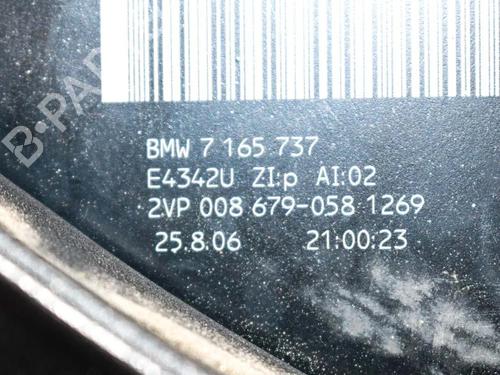 BMW 7 165 737
E4342U ZI:p AI:02
2VP 008 679-058 1269
25.8.06 21:00:23
B-PARTS